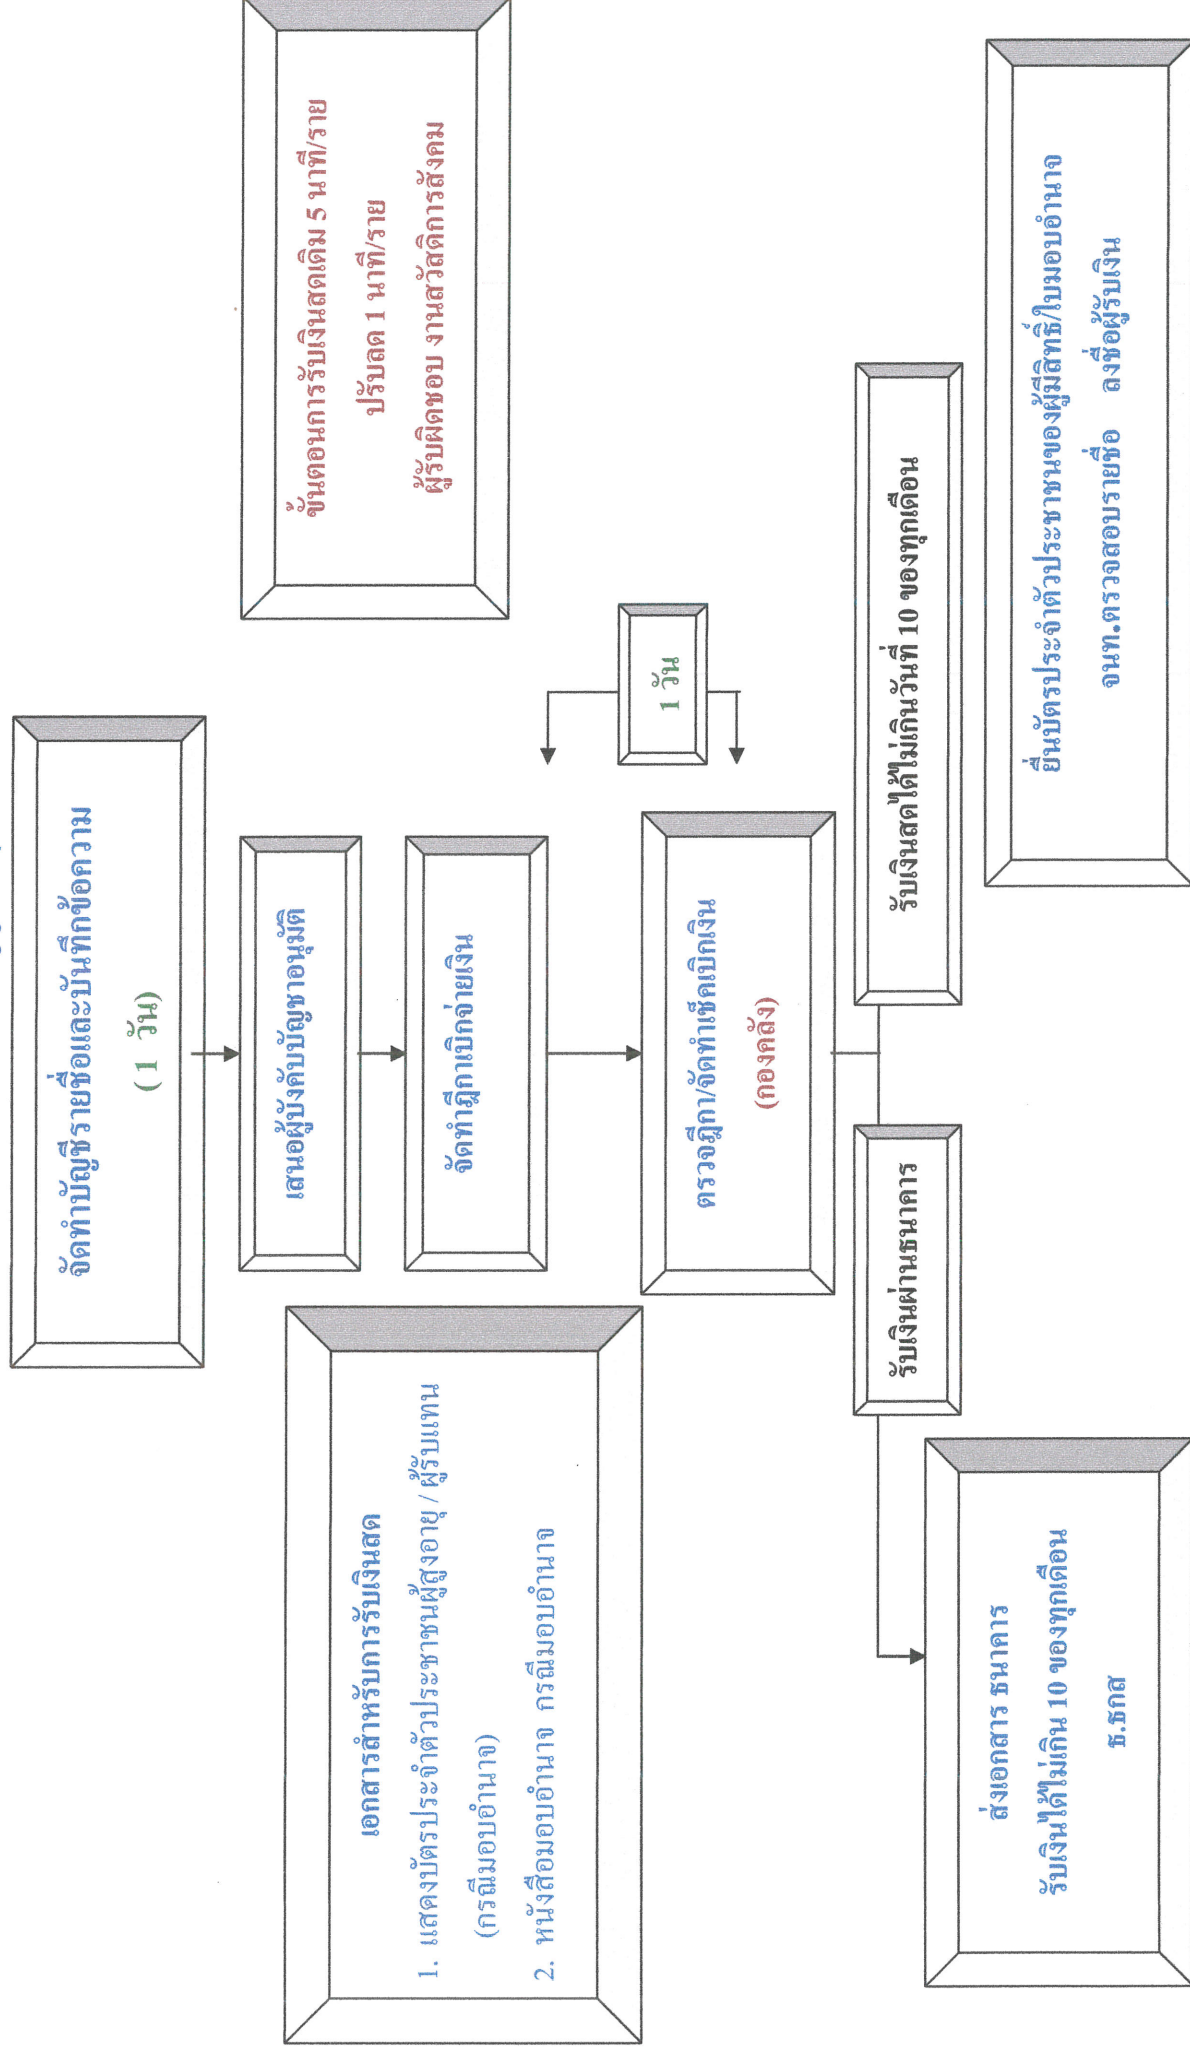 จัดทำบัญชีรายชื่อและบันทึกข้อความ
(1 วัน)
เสนอผู้บังคับบัญชาอนุมัติ
จัดทำฎีกาเบิกจ่ายเงิน
ตรวจฎีกา/จัดทำเช็คเบิกเงิน
(กองคลัง)
1 วัน
ขั้นตอนการรับเงินสดเดิม 5 นาที/ราย
ปรับลด 1 นาที/ราย
ผู้รับผิดชอบ งานสวัสดิการสังคม
เอกสารสำหรับการรับเงินสด
1. แสดงบัตรประจำตัวประชาชนผู้สูงอายุ / ผู้รับแทน
(กรณีมอบอำนาจ)
2. หนังสือมอบอำนาจ กรณีมอบอำนาจ
รับเงินผ่านธนาคาร
รับเงินสดได้ไม่เกินวันที่ 10 ของทุกเดือน
ส่งเอกสาร ธนาคาร
รับเงินได้ไม่เกิน 10 ของทุกเดือน
ธ.ธกส
ยื่นบัตรประจำตัวประชาชนของผู้มีสิทธิ์/ใบมอบอำนาจ
จนท.ตรวจสอบรายชื่อ ลงชื่อผู้รับเงิน